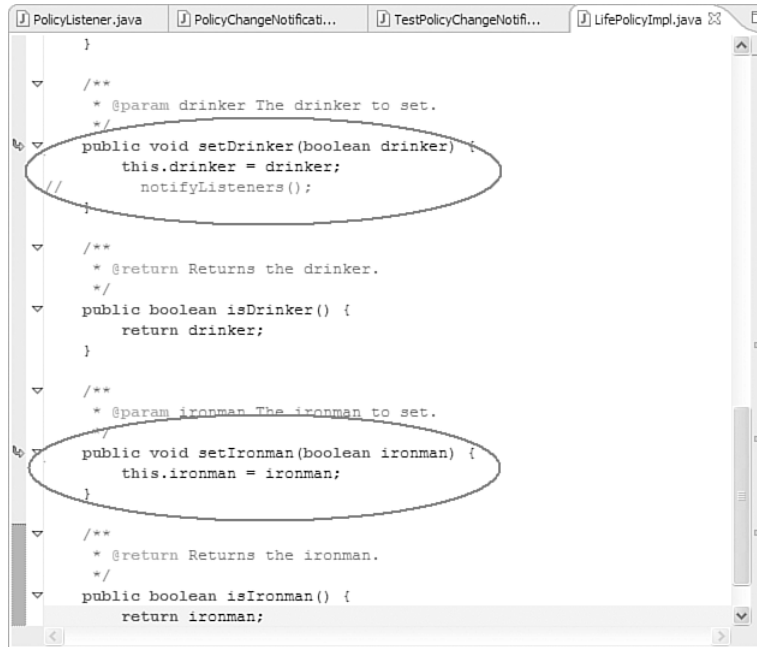 PolicyListener.java
PolicyChangeNotificati...
TestPolicyChangeNotifi...
LifePolicyImpl.java
}
/**
* @param drinker The drinker to set.
*/
public void setDrinker(boolean drinker) {
this.drinker = drinker;
// notifyListeners();
}
/**
* @return Returns the drinker.
*/
public boolean isDrinker() {
return drinker;
}
/**
* @param ironman The ironman to set.
*/
public void setIronman(boolean ironman) {
this.ironman = ironman;
}
/**
* @return Returns the ironman.
*/
public boolean isIronman() {
return ironman;